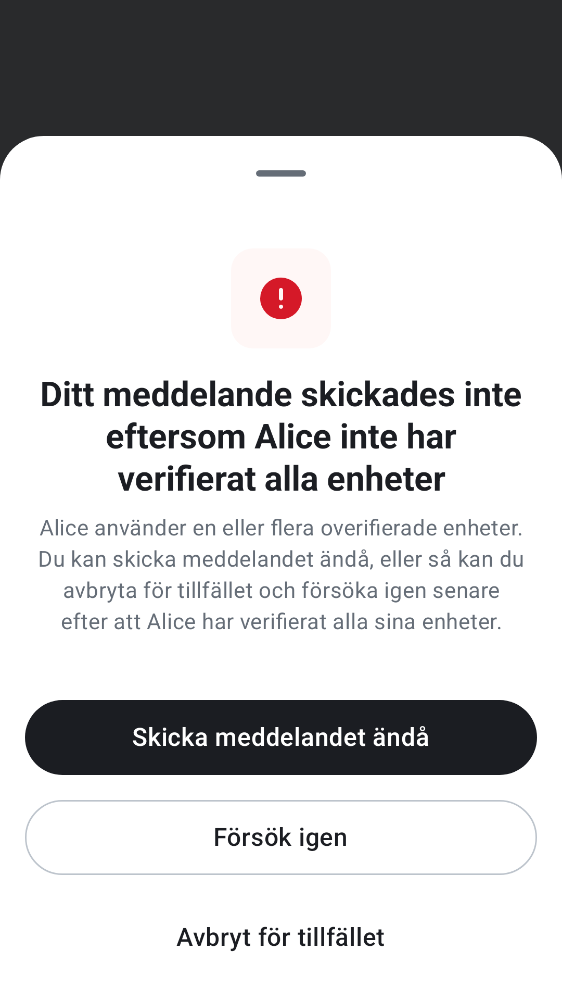 Ditt meddelande skickades inte
eftersom Alice inte har
verifierat alla enheter
Alice använder en eller flera overifierade enheter.
Du kan skicka meddelandet ändå, eller så kan du
avbryta för tillfället och försöka igen senare
efter att Alice har verifierat alla sina enheter.
Skicka meddelandet ändå
Försök igen
Avbryt för tillfället